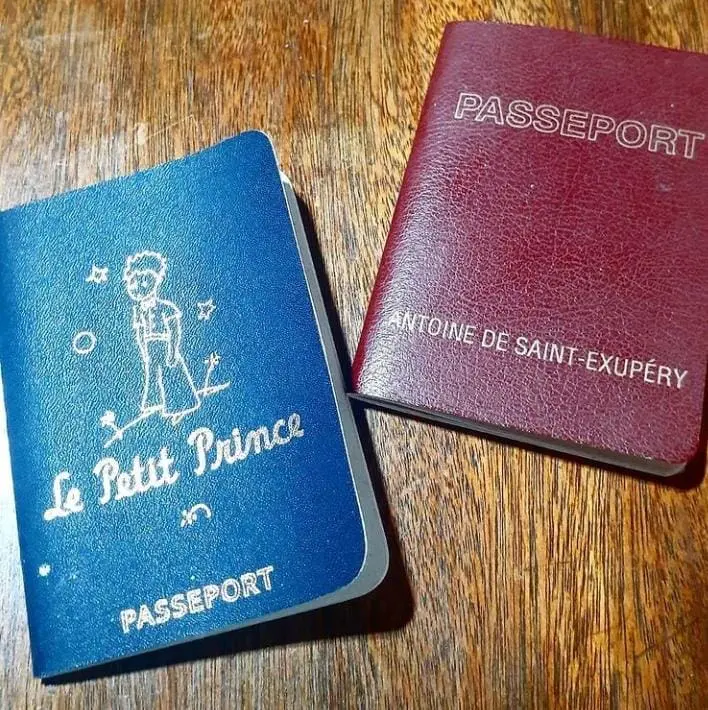 Le Petit Prince
PASSEPORT
PASSEPORT
ANTOINE DE SAINT-EXUPÉRY